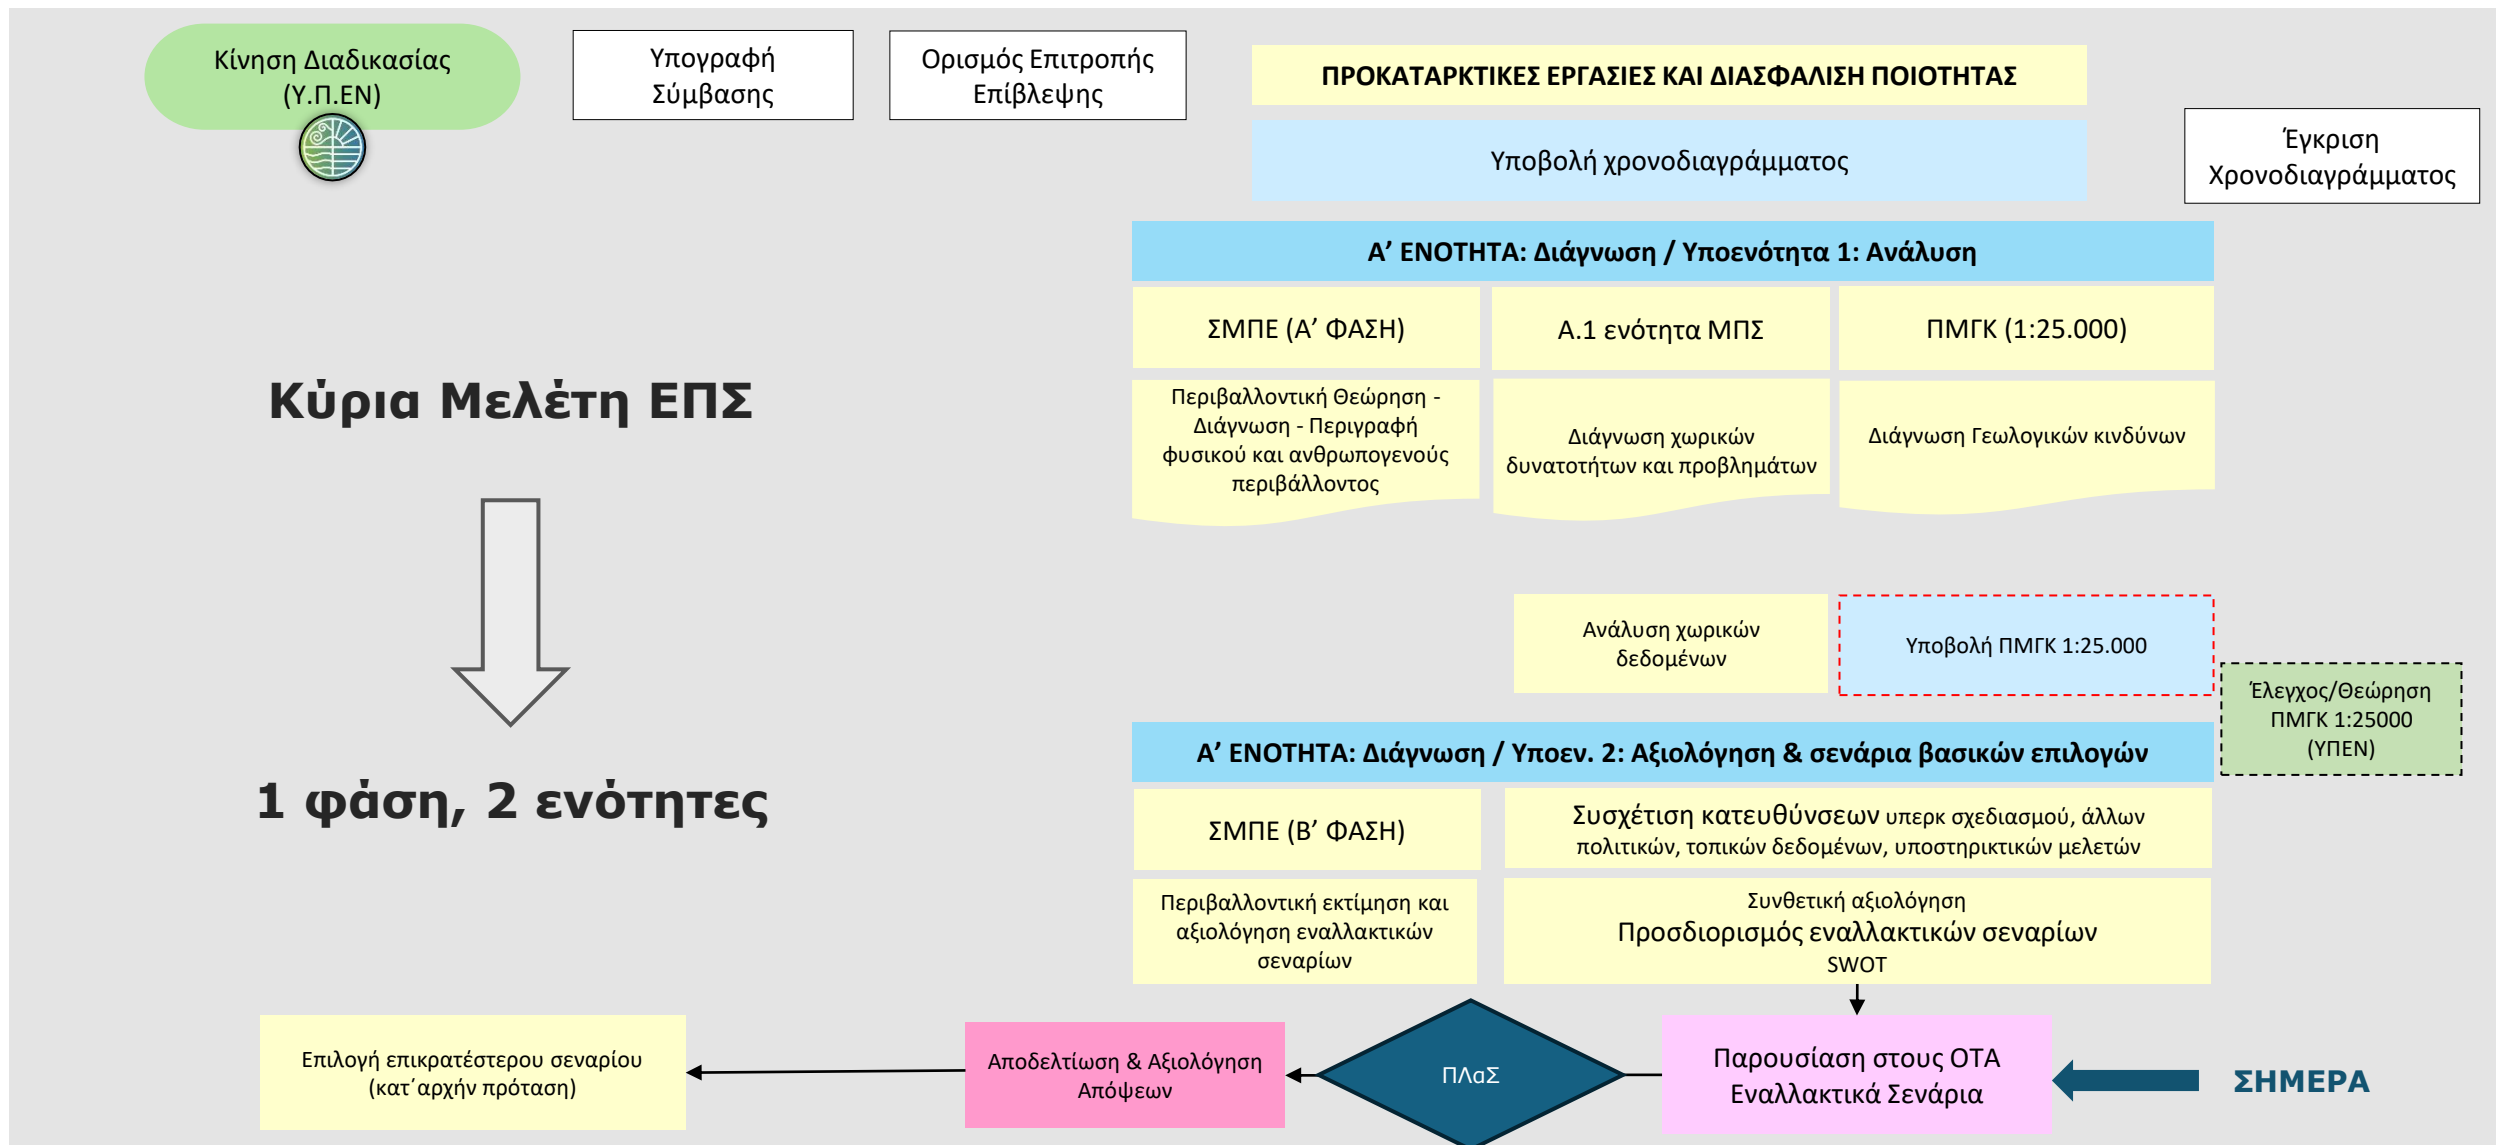 Κίνηση Διαδικασίας
(Υ.Π.ΕΝ)
Υπογραφή
Σύμβασης
Ορισμός Επιτροπής
Επίβλεψης
ΠΡΟΚΑΤΑΡΚΤΙΚΕΣ ΕΡΓΑΣΙΕΣ ΚΑΙ ΔΙΑΣΦΑΛΙΣΗ ΠΟΙΟΤΗΤΑΣ
Υποβολή χρονοδιαγράμματος
Έγκριση
Χρονοδιαγράμματος
Α’ ΕΝΟΤΗΤΑ: Διάγνωση / Υποενότητα 1: Ανάλυση
ΣΜΠΕ (Α’ ΦΑΣΗ)
Α.1 ενότητα ΜΠΣ
ΠΜΓΚ (1:25.000)
Περιβαλλοντική Θεώρηση -
Διάγνωση - Περιγραφή
φυσικού και ανθρωπογενούς
περιβάλλοντος
Διάγνωση χωρικών
δυνατοτήτων και προβλημάτων
Διάγνωση Γεωλογικών κινδύνων
Κύρια Μελέτη ΕΠΣ
Ανάλυση χωρικών
δεδομένων
Υποβολή ΠΜΓΚ 1:25.000
Έλεγχος/Θεώρηση
ΠΜΓΚ 1:25000
(ΥΠΕΝ)
1 φάση, 2 ενότητες
Α’ ΕΝΟΤΗΤΑ: Διάγνωση / Υποεν. 2: Αξιολόγηση & σενάρια βασικών επιλογών
ΣΜΠΕ (Β’ ΦΑΣΗ)
Συσχέτιση κατευθύνσεων υπερκ σχεδιασμού, άλλων
πολιτικών, τοπικών δεδομένων, υποστηρικτικών μελετών
Περιβαλλοντική εκτίμηση και
αξιολόγηση εναλλακτικών
σεναρίων
Συνθετική αξιολόγηση
Προσδιορισμός εναλλακτικών σεναρίων
SWOT
Επιλογή επικρατέστερου σεναρίου
(κατ΄αρχήν πρόταση)
Αποδελτίωση & Αξιολόγηση
Απόψεων
ΠΛαΣ
Παρουσίαση στους ΟΤΑ
Εναλλακτικά Σενάρια
ΣΗΜΕΡΑ